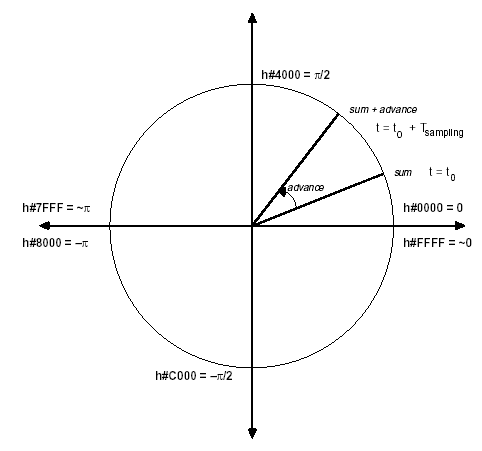 h#4000 = π/2
sum + advance
t = t0 + Tsampling
sum t = t0
advance
h#7FFF = ~π
h#0000 = 0
h#8000 = –π
h#FFFF = ~0
h#C000 = –π/2